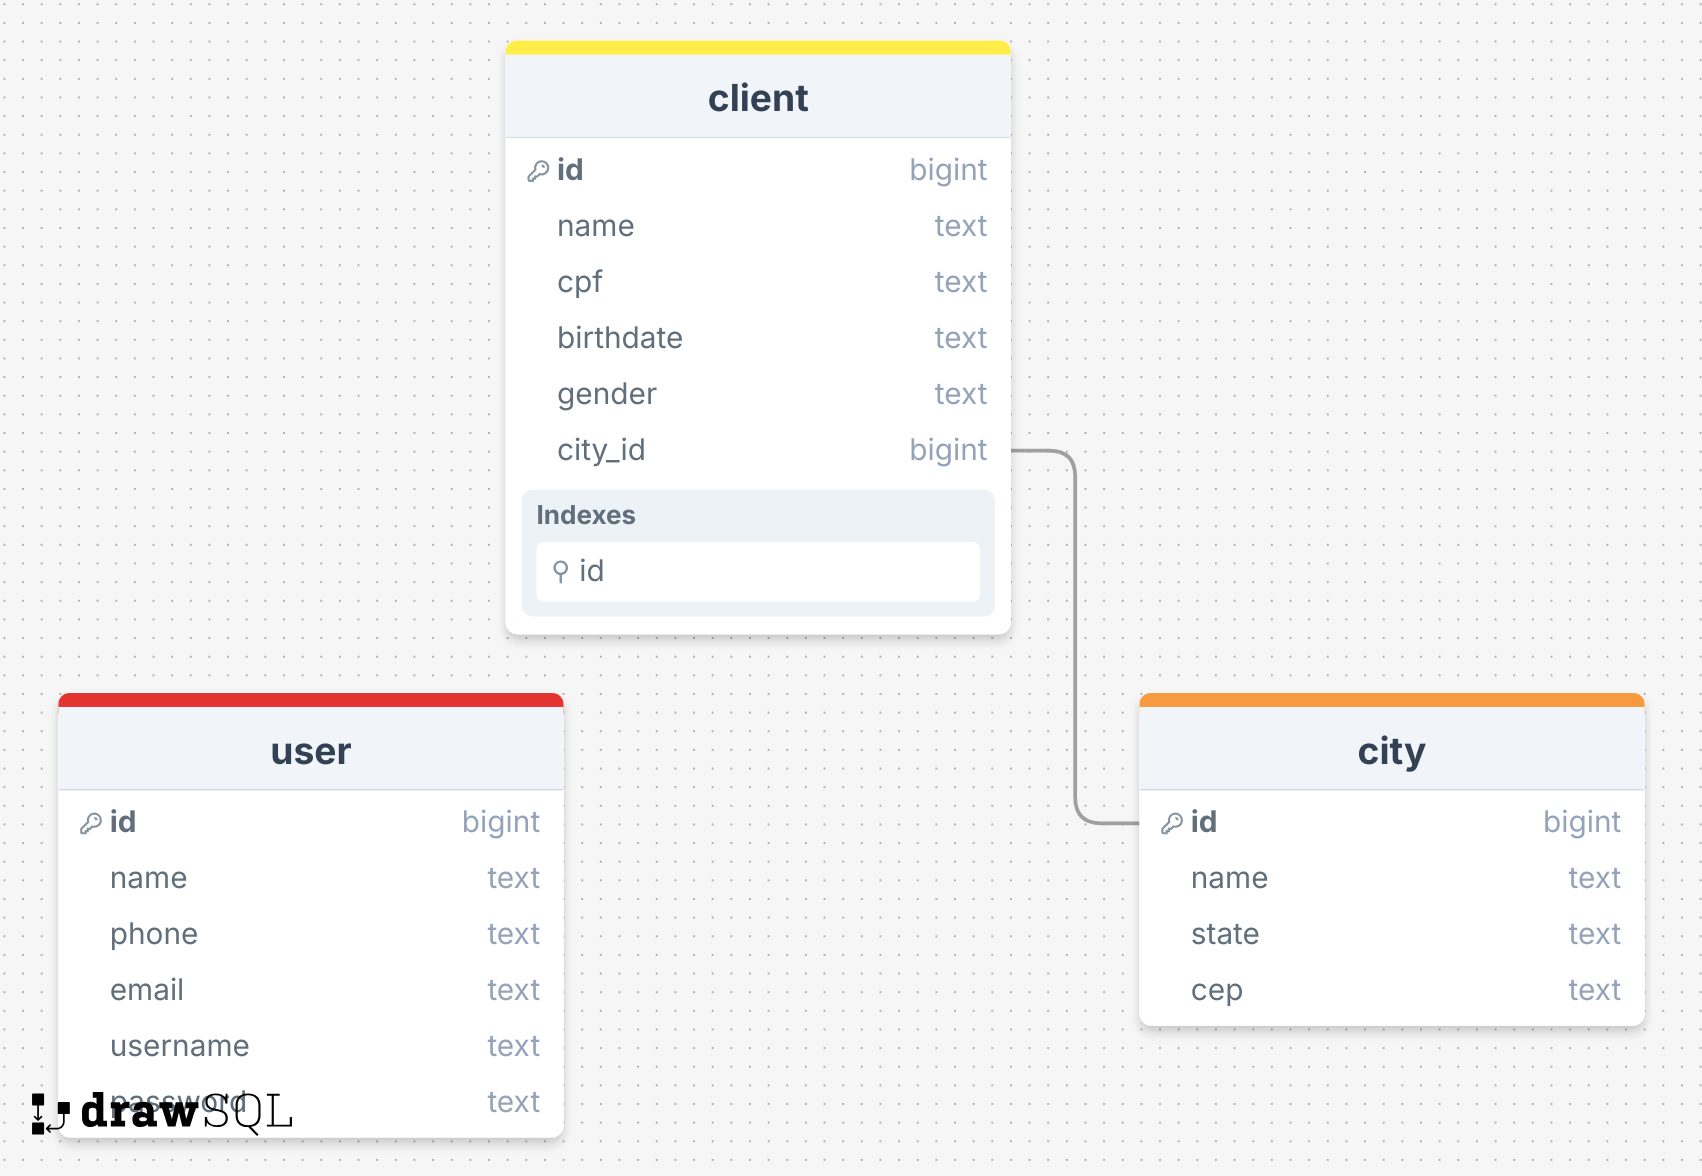 client
id bigint
name text
cpf text
birthdate text
gender text
city_id bigint
Indexes
id
user
id bigint
name text
phone text
email text
username text
password text
drawSQL
city
id bigint
name text
state text
cep text